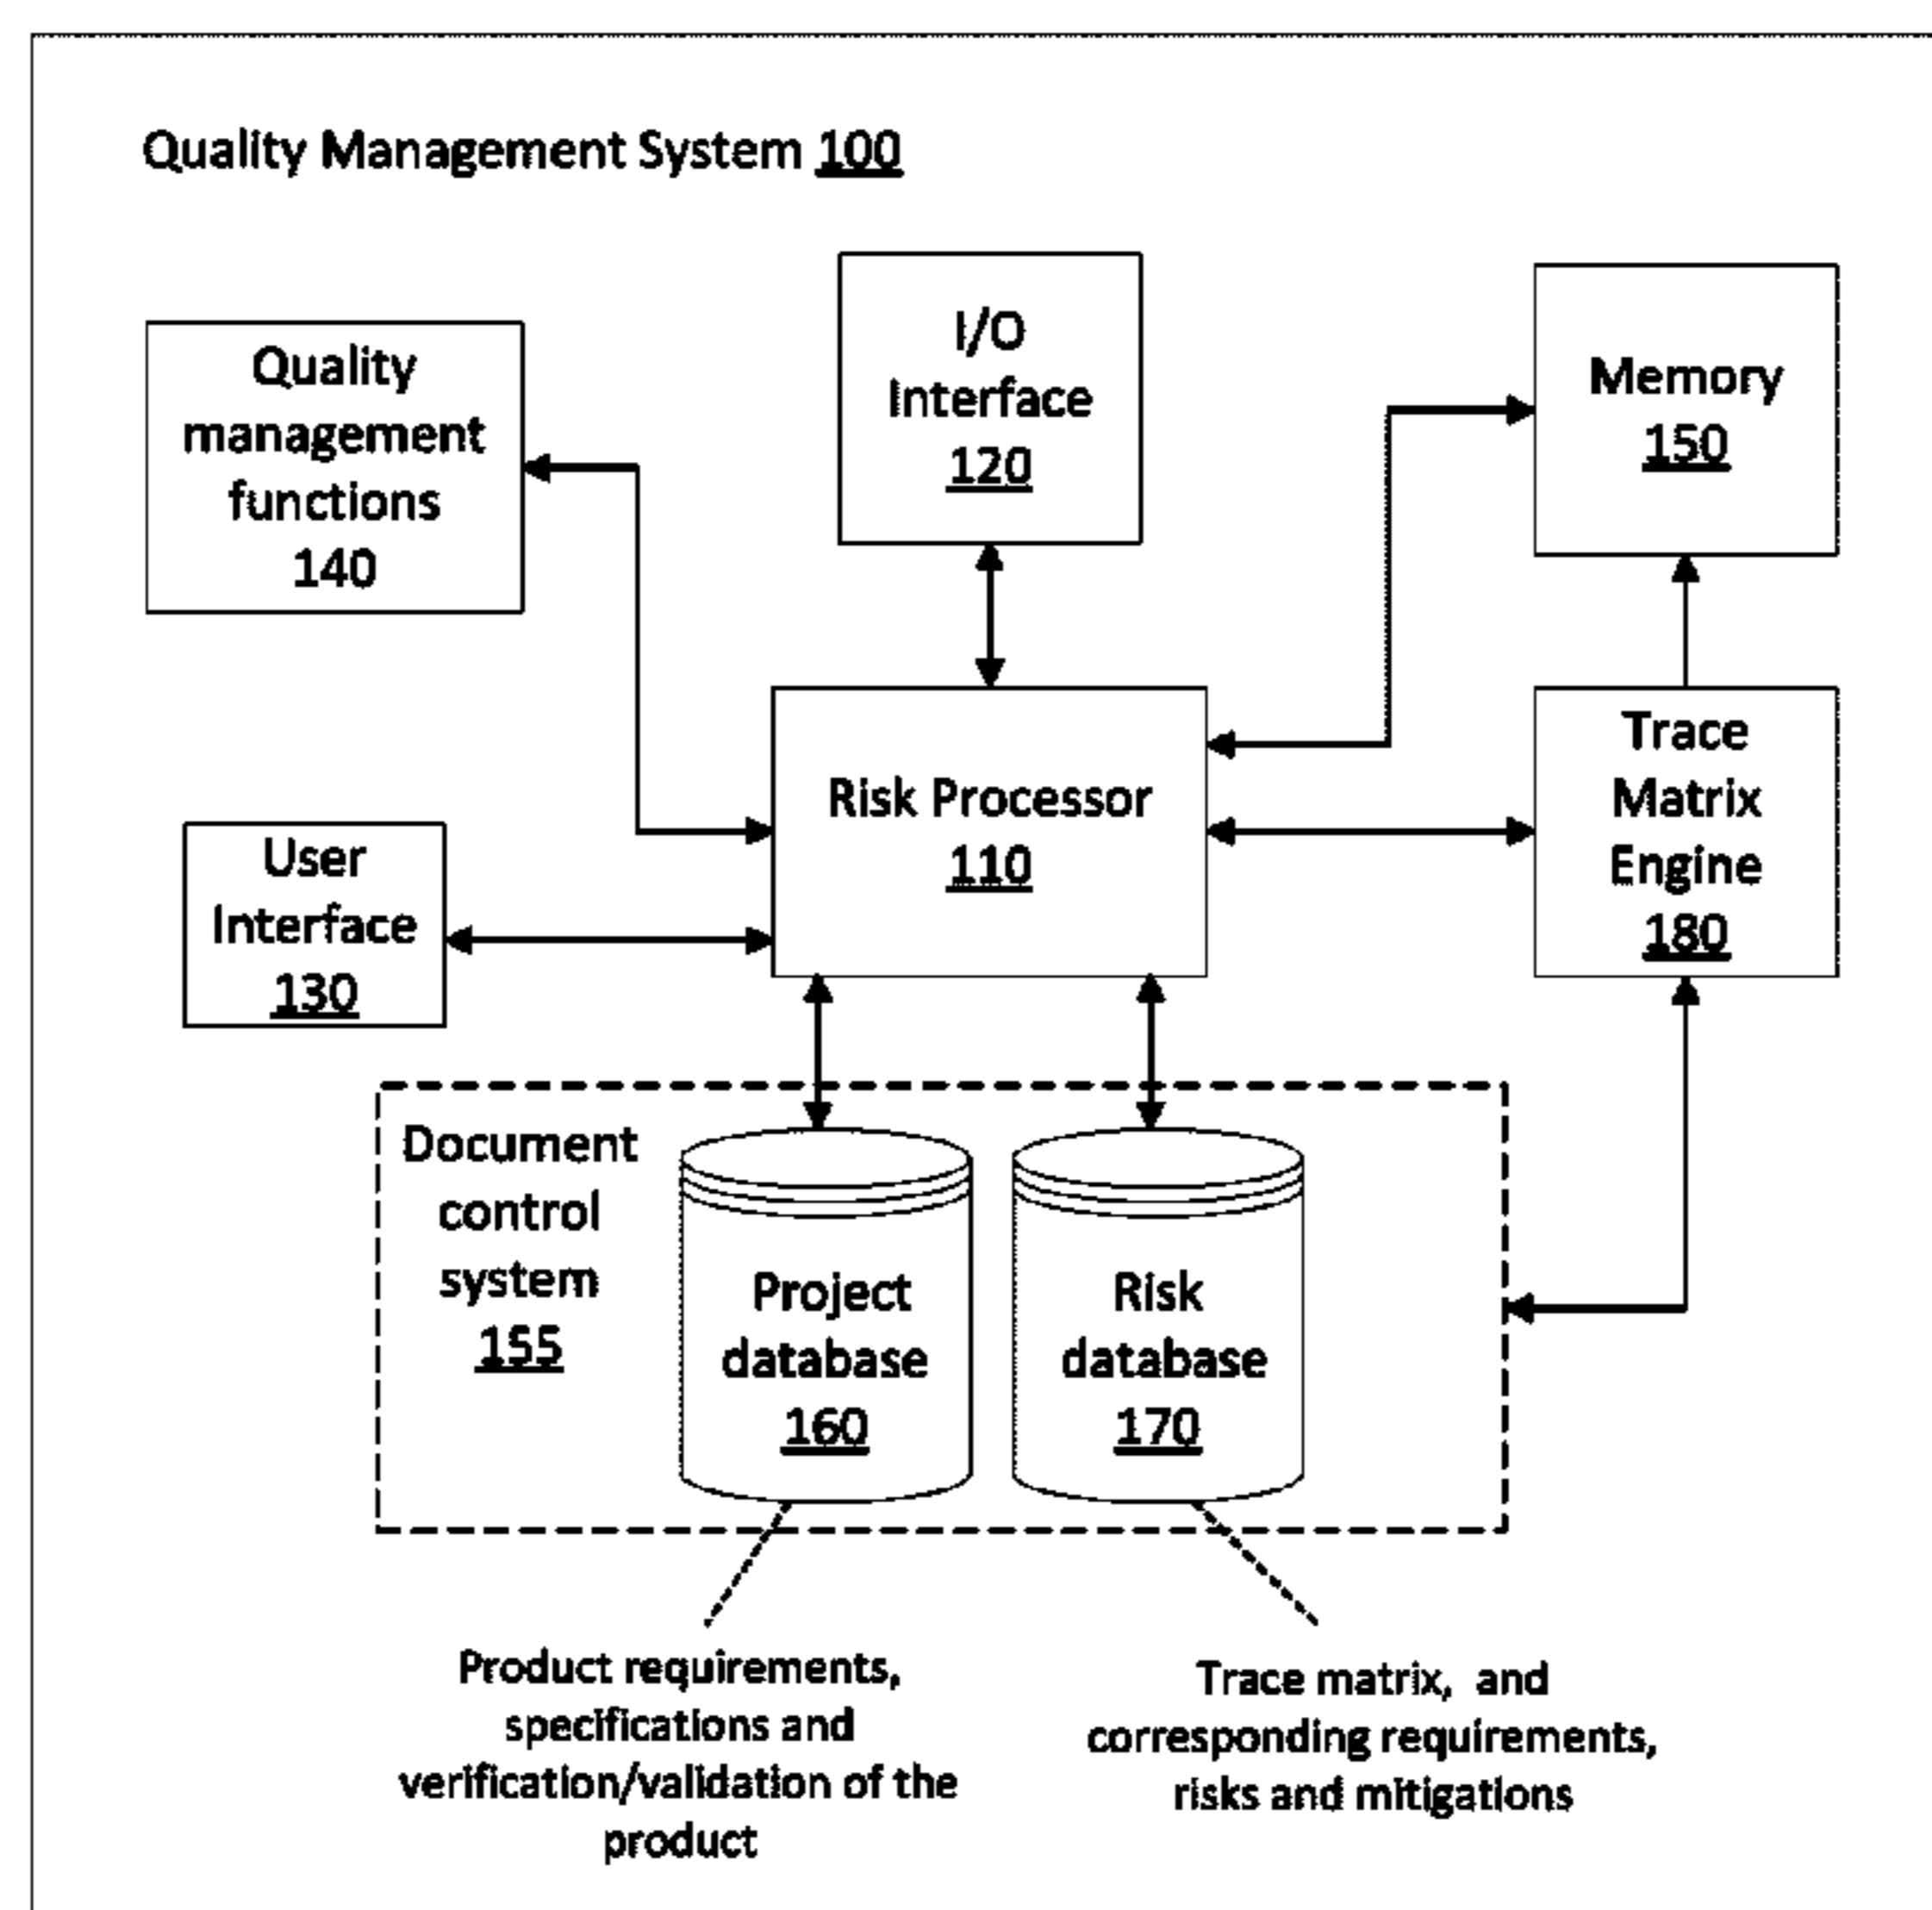 Quality Management System 100
Quality
management
functions
140
I/O
Interface
120
Memory
150
Risk Processor
110
Trace
Matrix
Engine
180
User
Interface
130
Document
control
system
155
Project
database
160
Risk
database
170
Product requirements,
specifications and
verification/validation of the
product
Trace matrix, and
corresponding requirements,
risks and mitigations